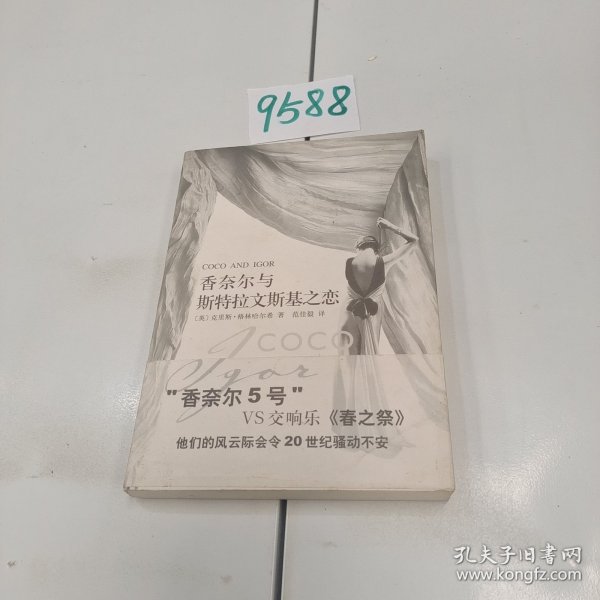 9588
COCO AND IGOR
香奈尔与
斯特拉文斯基之恋
〔英〕克里斯·格林哈尔希 著 范佳毅 译
COCO
Igor
"香奈尔5号"
VS交响乐《春之祭》
他们的风云际会令20世纪骚动不安
孔夫子旧书网
www.kongfz.com